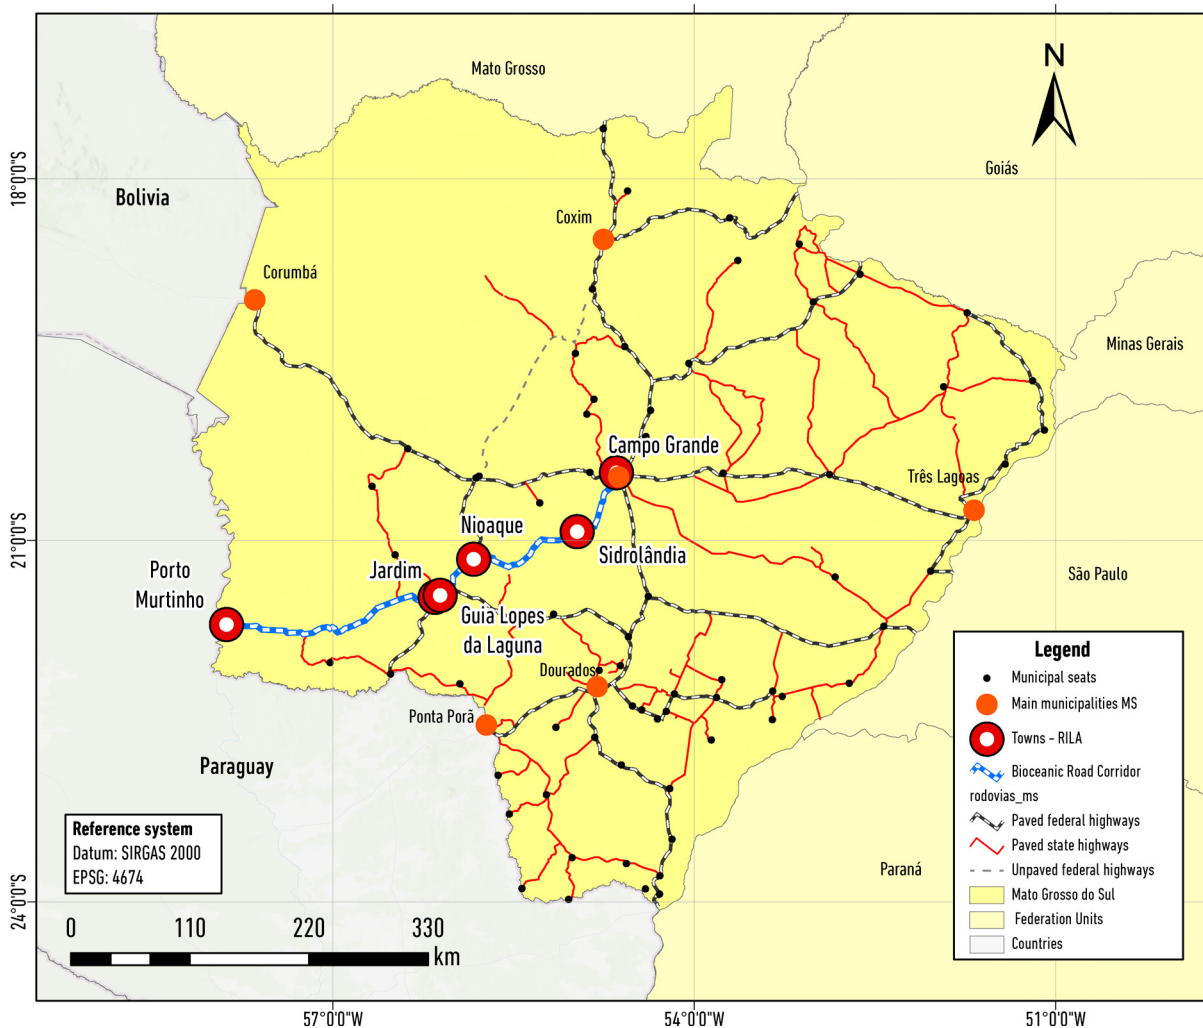 Mato Grosso
N
Goiás
18°0'0"S
Bolivia
Coxim
Corumbá
Minas Gerais
Campo Grande
Três Lagoas
Nioaque
21°0'0"S
Sidrolândia
Jardim
Porto
Murtinho
São Paulo
Guia Lopes
da Laguna
Dourados
Ponta Porã
Paraguay
Paraná
24°0'0"S
Reference system
Datum: SIRGAS 2000
EPSG: 4674
0 110 220 330
km
Legend
Municipal seats
Main municipalities MS
Towns - RILA
Bioceanic Road Corridor
rodovias_ms
Paved federal highways
Paved state highways
Unpaved federal highways
Mato Grosso do Sul
Federation Units
Countries
57°0'0"W 54°0'0"W 51°0'0"W